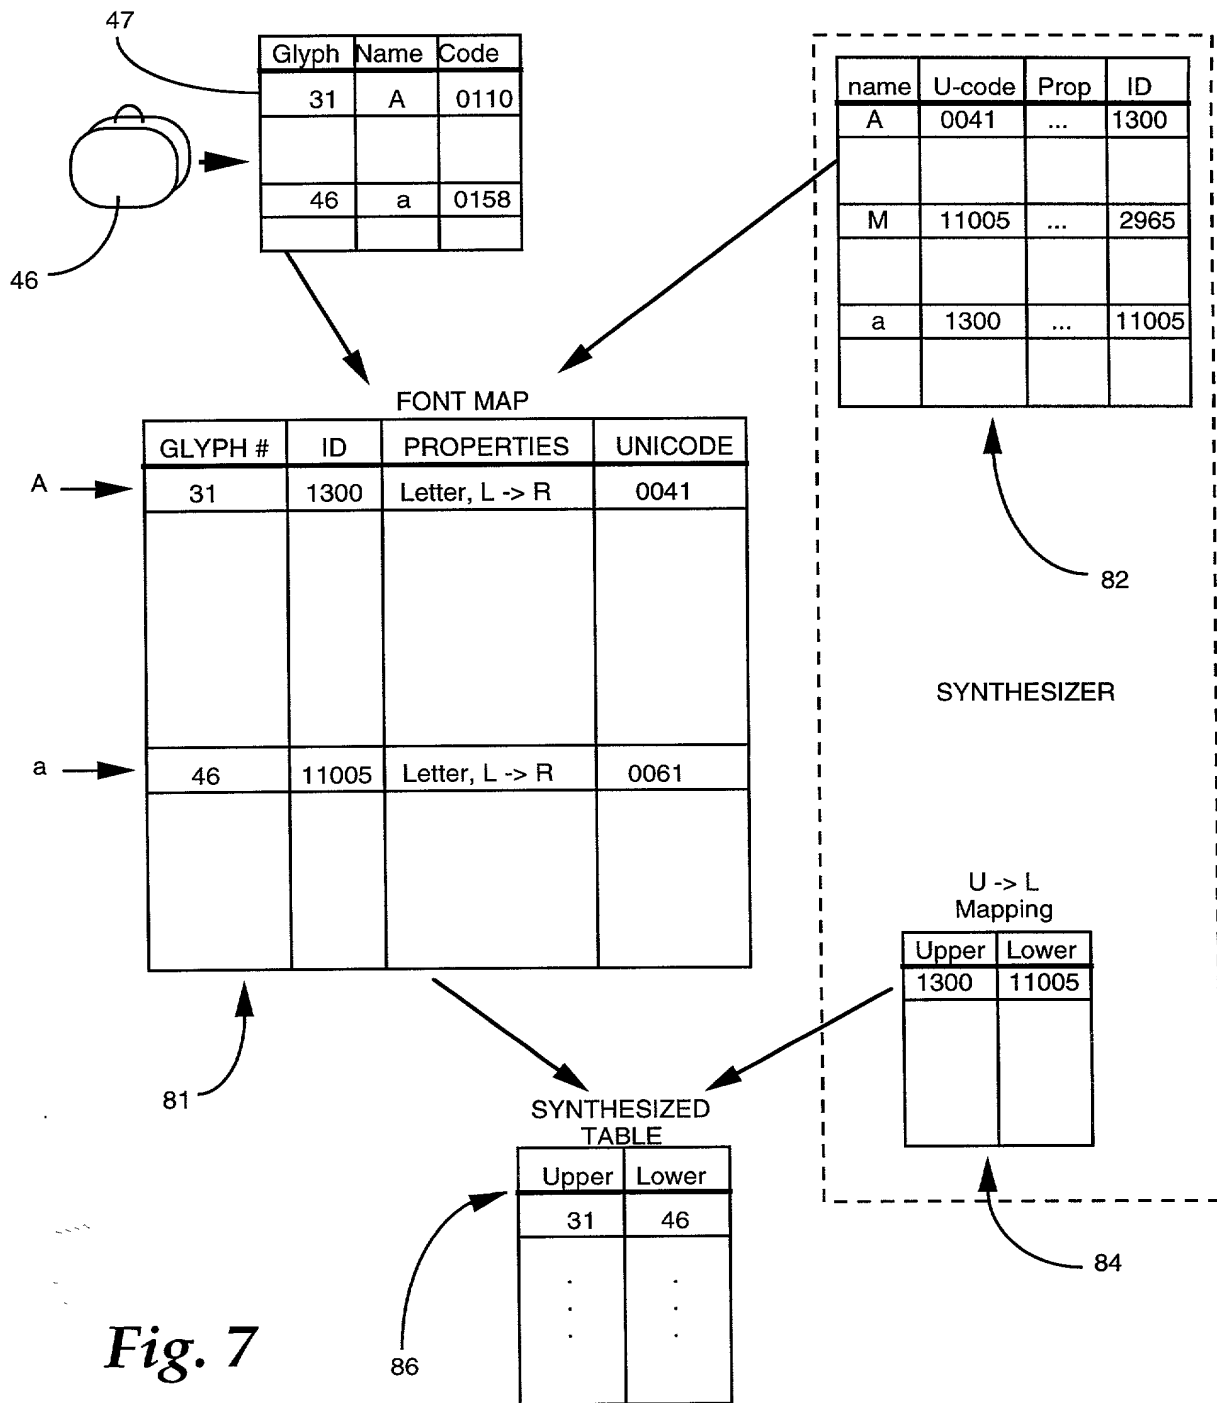 47
Glyph Name Code
31 A 0110
46 a 0158
46
name U-code Prop ID
A 0041 ... 1300
M 11005 ... 2965
a 1300 ... 11005
82
FONT MAP
GLYPH # ID PROPERTIES UNICODE
A 31 1300 Letter, L -> R 0041
a 46 11005 Letter, L -> R 0061
81
SYNTHESIZER
U -> L
Mapping
Upper Lower
1300 11005
84
SYNTHESIZED
TABLE
Upper Lower
31 46
. .
. .
. .
86
Fig. 7